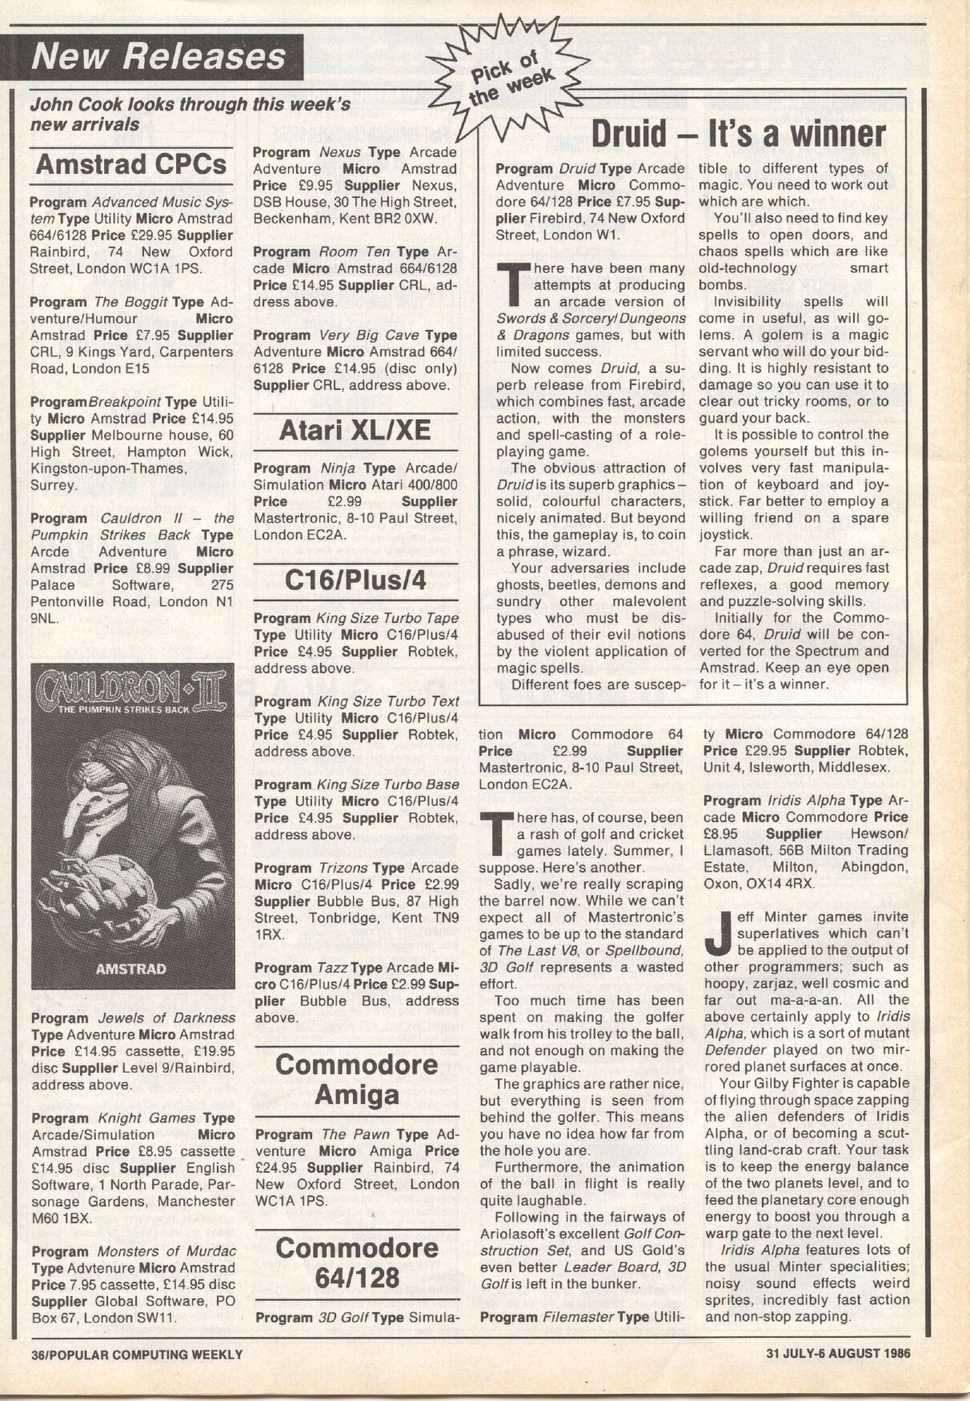 New Releases
Pick of
the week
John Cook looks through this week's
new arrivals
Amstrad CPCs
Program Advanced Music Sys-
tem Type Utility Micro Amstrad
664/6128 Price £29.95 Supplier
Rainbird, 74 New Oxford
Street, London WC1A 1PS.
Program The Boggit Type Ad-
venture/Humour Micro
Amstrad Price £7.95 Supplier
CRL, 9 Kings Yard, Carpenters
Road, London E15
Program Breakpoint Type Utili-
ty Micro Amstrad Price £14.95
Supplier Melbourne house, 60
High Street, Hampton Wick,
Kingston-upon-Thames,
Surrey.
Program Cauldron II – the
Pumpkin Strikes Back Type
Arcde Adventure Micro
Amstrad Price £8.99 Supplier
Palace Software, 275
Pentonville Road, London N1
9NL.
CAULDRON·II
THE PUMPKIN STRIKES BACK
AMSTRAD
Program Jewels of Darkness
Type Adventure Micro Amstrad
Price £14.95 cassette, £19.95
disc Supplier Level 9/Rainbird,
address above.
Program Knight Games Type
Arcade/Simulation Micro
Amstrad Price £8.95 cassette
£14.95 disc Supplier English
Software, 1 North Parade, Par-
sonage Gardens, Manchester
M60 1BX.
Program Monsters of Murdac
Type Advtenure Micro Amstrad
Price 7.95 cassette, £14.95 disc
Supplier Global Software, PO
Box 67, London SW11.
Program Nexus Type Arcade
Adventure Micro Amstrad
Price £9.95 Supplier Nexus,
DSB House, 30 The High Street,
Beckenham, Kent BR2 0XW.
Program Room Ten Type Ar-
cade Micro Amstrad 664/6128
Price £14.95 Supplier CRL, ad-
dress above.
Program Very Big Cave Type
Adventure Micro Amstrad 664/
6128 Price £14.95 (disc only)
Supplier CRL, address above.
Atari XL/XE
Program Ninja Type Arcade/
Simulation Micro Atari 400/800
Price £2.99 Supplier
Mastertronic, 8-10 Paul Street,
London EC2A.
C16/Plus/4
Program King Size Turbo Tape
Type Utility Micro C16/Plus/4
Price £4.95 Supplier Robtek,
address above.
Program King Size Turbo Text
Type Utility Micro C16/Plus/4
Price £4.95 Supplier Robtek,
address above.
Program King Size Turbo Base
Type Utility Micro C16/Plus/4
Price £4.95 Supplier Robtek,
address above.
Program Trizons Type Arcade
Micro C16/Plus/4 Price £2.99
Supplier Bubble Bus, 87 High
Street, Tonbridge, Kent TN9
1RX.
Program Tazz Type Arcade Mi-
cro C16/Plus/4 Price £2.99 Sup-
plier Bubble Bus, address
above.
Commodore
Amiga
Program The Pawn Type Ad-
venture Micro Amiga Price
£24.95 Supplier Rainbird, 74
New Oxford Street, London
WC1A 1PS.
Commodore
64/128
Program 3D Golf Type Simula-
Druid – It's a winner
Program Druid Type Arcade
Adventure Micro Commo-
dore 64/128 Price £7.95 Sup-
plier Firebird, 74 New Oxford
Street, London W1.
There have been many
attempts at producing
an arcade version of
Swords & Sorcery/Dungeons
& Dragons games, but with
limited success.
Now comes Druid, a su-
perb release from Firebird,
which combines fast, arcade
action, with the monsters
and spell-casting of a role-
playing game.
The obvious attraction of
Druid is its superb graphics –
solid, colourful characters,
nicely animated. But beyond
this, the gameplay is, to coin
a phrase, wizard.
Your adversaries include
ghosts, beetles, demons and
sundry other malevolent
types who must be dis-
abused of their evil notions
by the violent application of
magic spells.
Different foes are suscep-
tible to different types of
magic. You need to work out
which are which.
You'll also need to find key
spells to open doors, and
chaos spells which are like
old-technology smart
bombs.
Invisibility spells will
come in useful, as will go-
lems. A golem is a magic
servant who will do your bid-
ding. It is highly resistant to
damage so you can use it to
clear out tricky rooms, or to
guard your back.
It is possible to control the
golems yourself but this in-
volves very fast manipula-
tion of keyboard and joy-
stick. Far better to employ a
willing friend on a spare
joystick.
Far more than just an ar-
cade zap, Druid requires fast
reflexes, a good memory
and puzzle-solving skills.
Initially for the Commo-
dore 64, Druid will be con-
verted for the Spectrum and
Amstrad. Keep an eye open
for it – it's a winner.
tion Micro Commodore 64
Price £2.99 Supplier
Mastertronic, 8-10 Paul Street,
London EC2A.
There has, of course, been
a rash of golf and cricket
games lately. Summer, I
suppose. Here's another.
Sadly, we're really scraping
the barrel now. While we can't
expect all of Mastertronic's
games to be up to the standard
of The Last V8, or Spellbound,
3D Golf represents a wasted
effort.
Too much time has been
spent on making the golfer
walk from his trolley to the ball,
and not enough on making the
game playable.
The graphics are rather nice,
but everything is seen from
behind the golfer. This means
you have no idea how far from
the hole you are.
Furthermore, the animation
of the ball in flight is really
quite laughable.
Following in the fairways of
Ariolasoft's excellent Golf Con-
struction Set, and US Gold's
even better Leader Board, 3D
Golf is left in the bunker.
Program Filemaster Type Utili-
ty Micro Commodore 64/128
Price £29.95 Supplier Robtek,
Unit 4, Isleworth, Middlesex.
Program Iridis Alpha Type Ar-
cade Micro Commodore Price
£8.95 Supplier Hewson/
Llamasoft, 56B Milton Trading
Estate, Milton, Abingdon,
Oxon, OX14 4RX.
Jeff Minter games invite
superlatives which can't
be applied to the output of
other programmers; such as
hoopy, zarjaz, well cosmic and
far out ma-a-a-an. All the
above certainly apply to Iridis
Alpha, which is a sort of mutant
Defender played on two mir-
rored planet surfaces at once.
Your Gilby Fighter is capable
of flying through space zapping
the alien defenders of Iridis
Alpha, or of becoming a scut-
tling land-crab craft. Your task
is to keep the energy balance
of the two planets level, and to
feed the planetary core enough
energy to boost you through a
warp gate to the next level.
Iridis Alpha features lots of
the usual Minter specialities;
noisy sound effects weird
sprites, incredibly fast action
and non-stop zapping.
36/POPULAR COMPUTING WEEKLY
31 JULY-6 AUGUST 1986